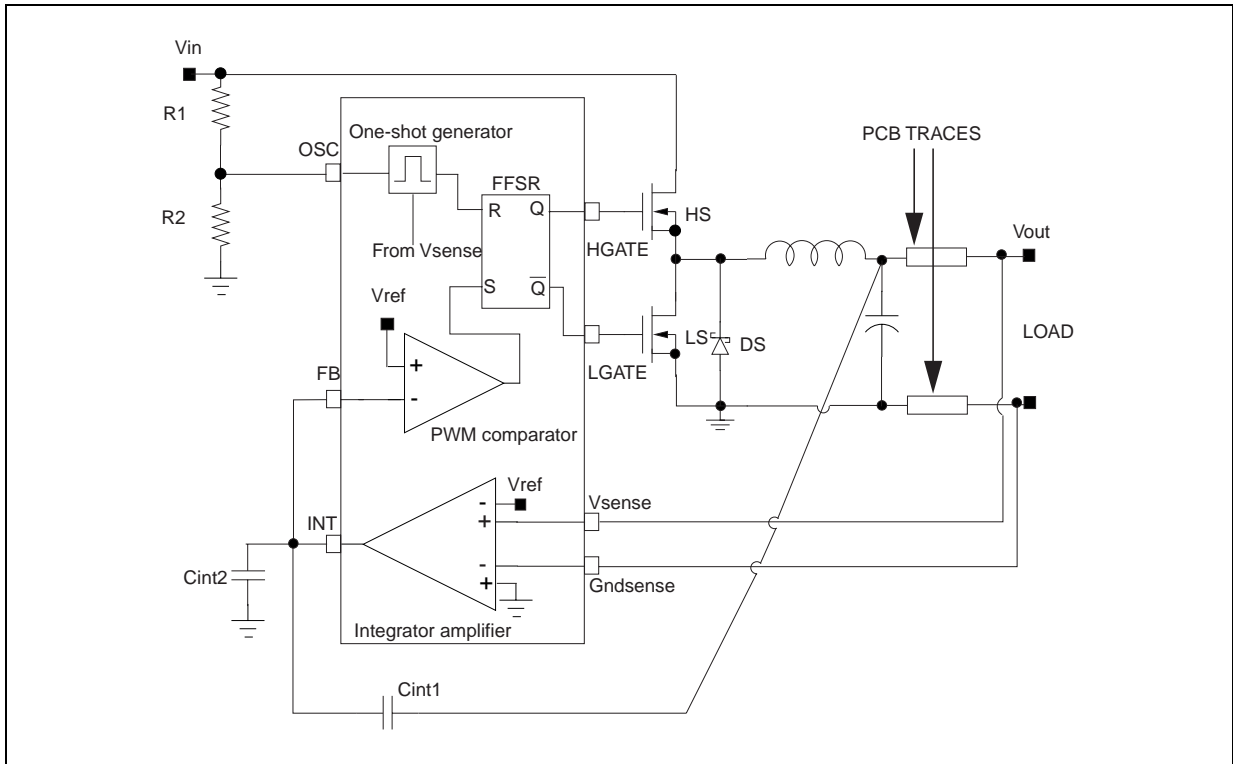 Vin
R1
One-shot generator
PCB TRACES
OSC
FFSR
R
Q
HS
R2
From Vsense
HGATE
Vout
S
Q
Vref
LS
DS
LOAD
LGATE
FB
+
-
PWM comparator
Vref
-
Vsense
INT
+
-
Cint2
+
Gndsense
Integrator amplifier
Cint1